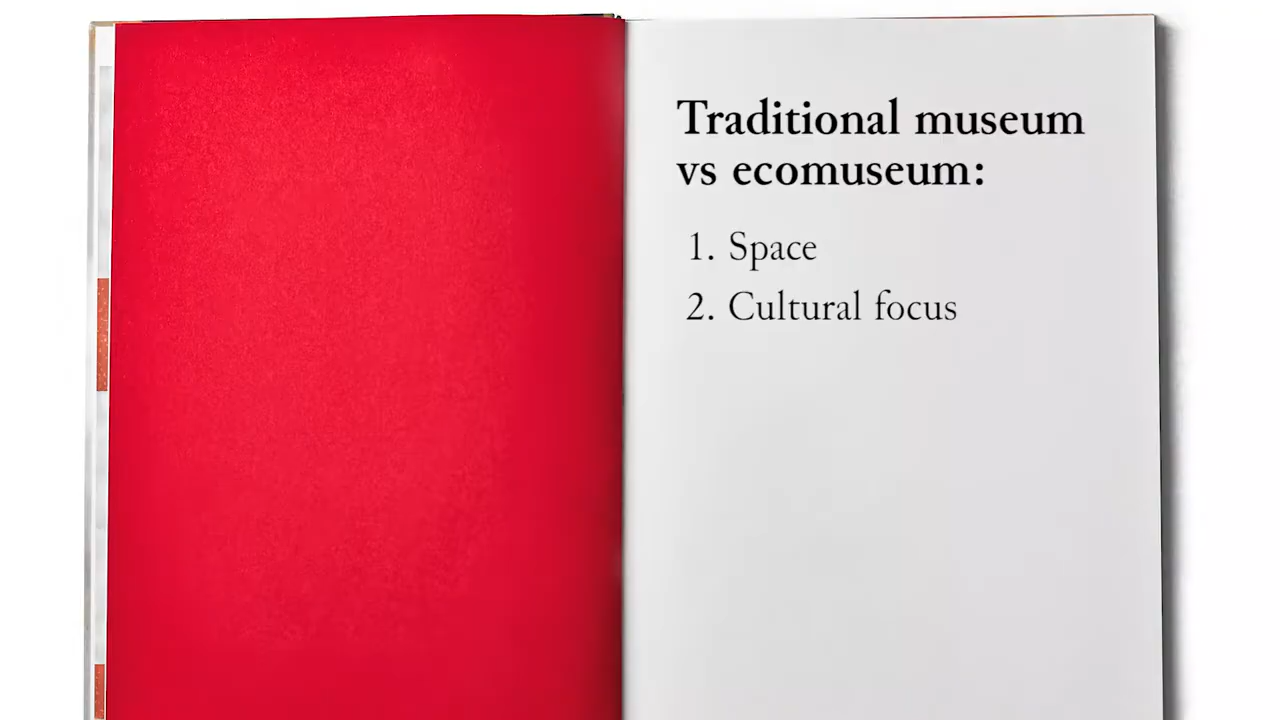 Traditional museum
vs ecomuseum:
1. Space
2. Cultural focus